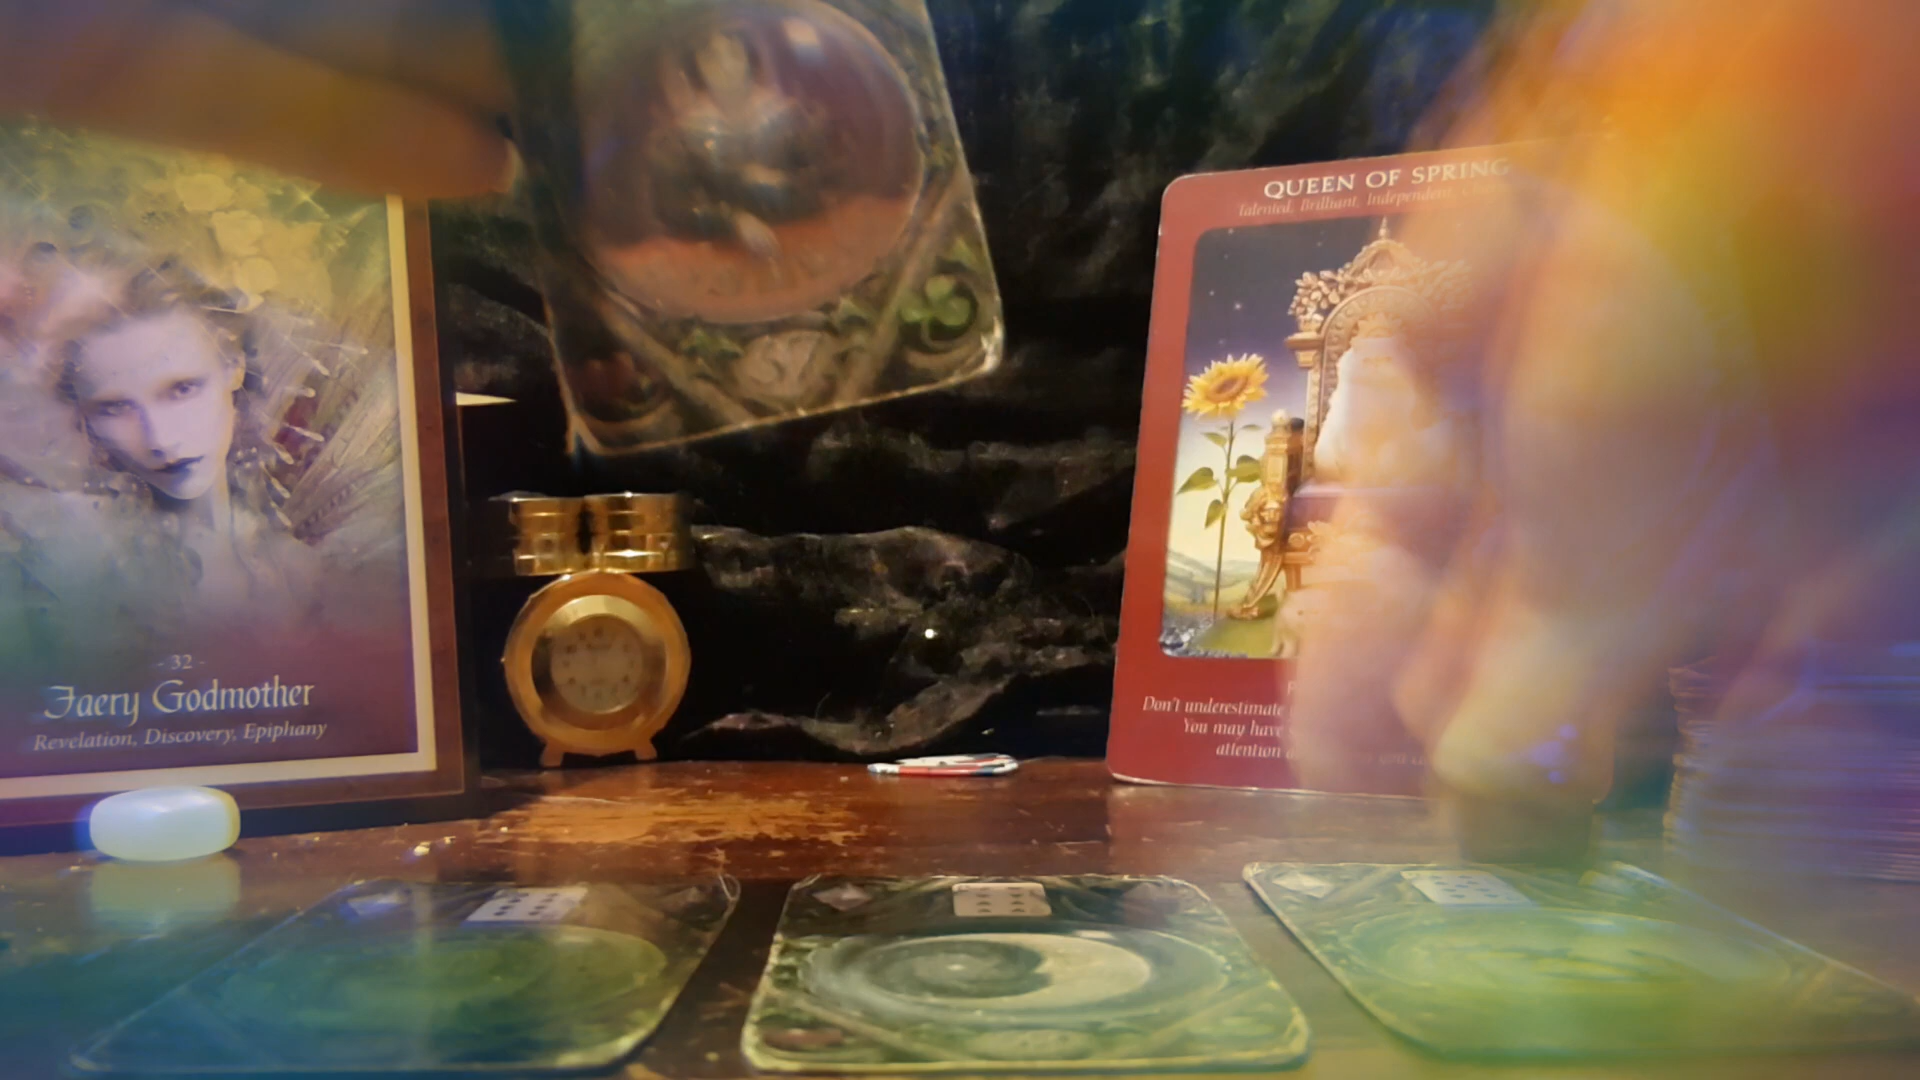 QUEEN OF SPRING
Talented, Brilliant, Independent,
- 32 -
Faery Godmother
Revelation, Discovery, Epiphany
Don't underestimate
You may have
attention